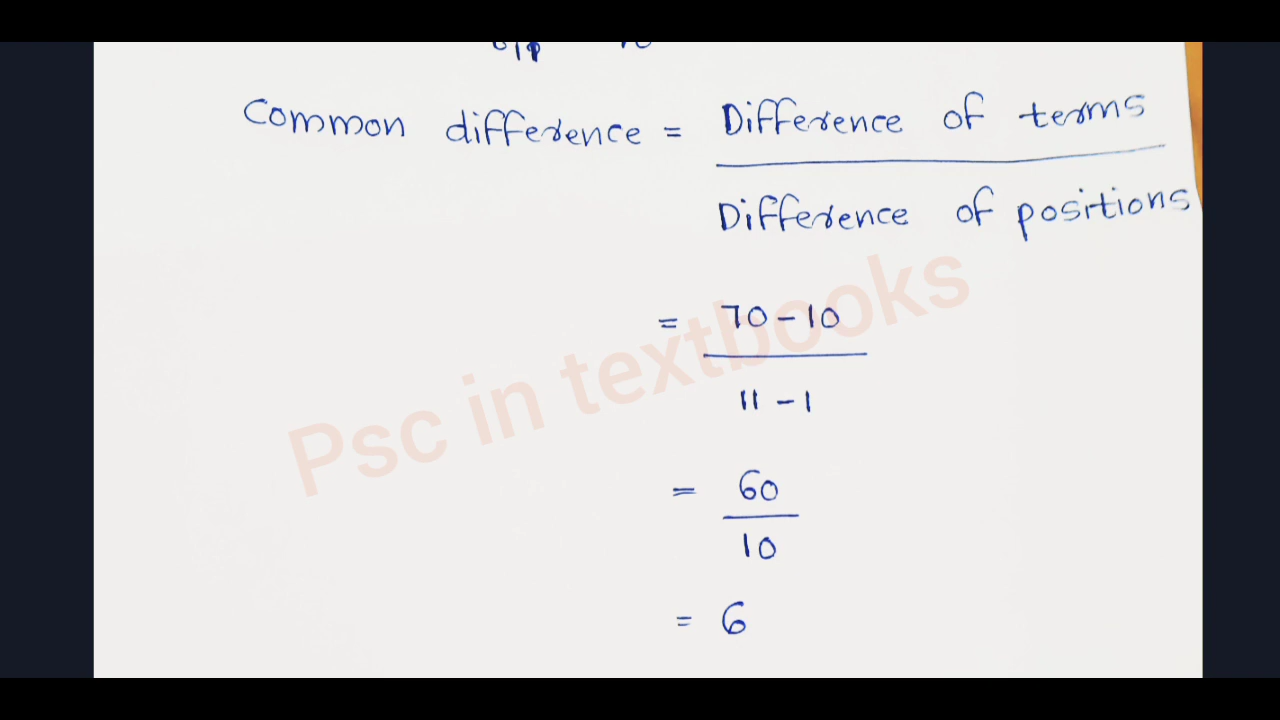 Common difference = Difference of terms
Difference of positions
= 70 - 10
11 - 1
= 60
10
= 6
Psc in textbooks